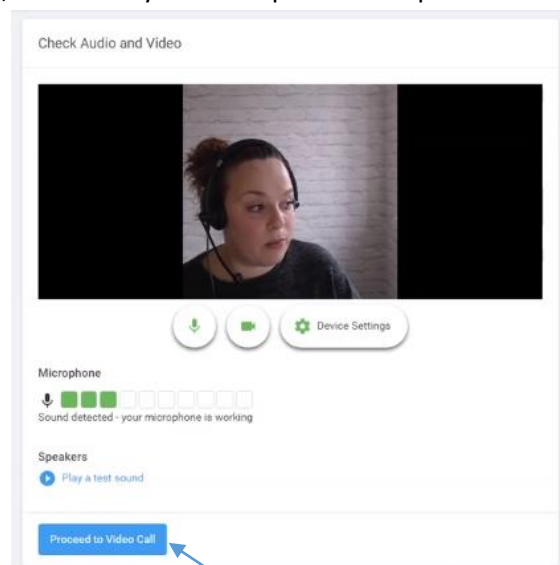 Check Audio and Video
Device Settings
Microphone
Sound detected - your microphone is working
Speakers
Play a test sound
Proceed to Video Call